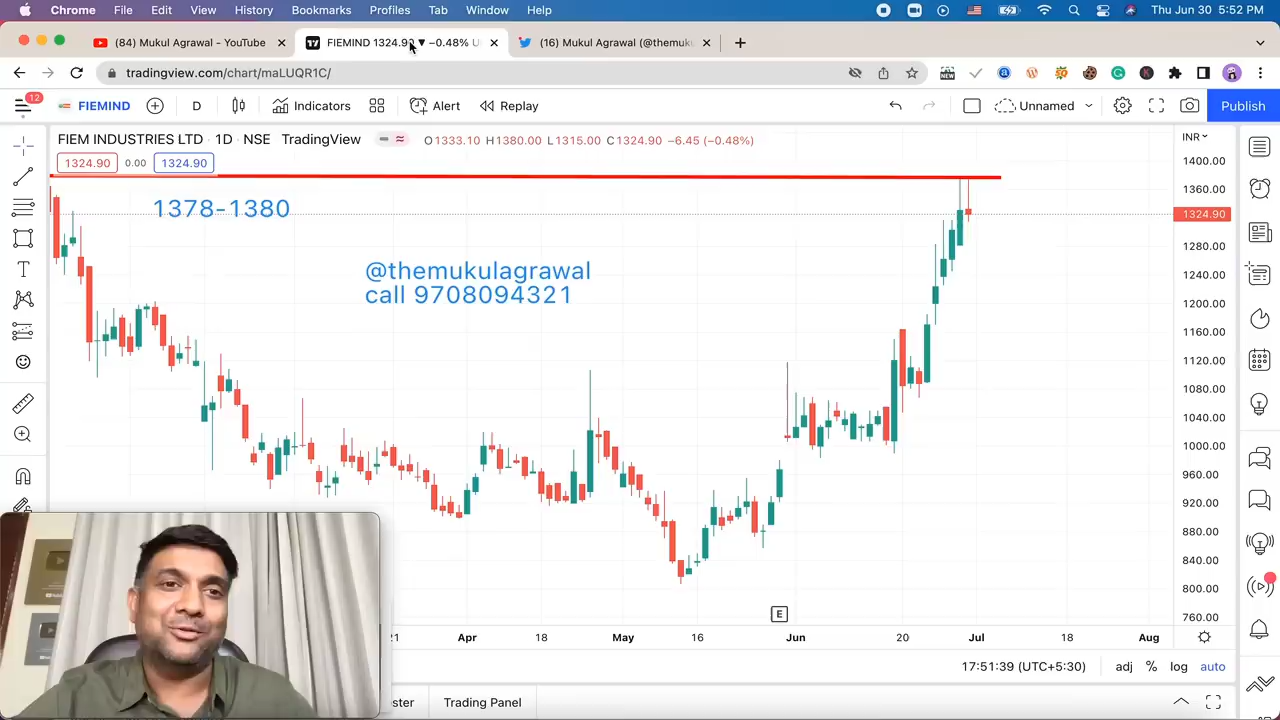 Chrome File Edit View History Bookmarks Profiles Tab Window Help Thu Jun 30 5:52 PM
(84) Mukul Agrawal - YouTube FIEMIND 1324.90 ▼ −0.48% U (16) Mukul Agrawal (@themuku
tradingview.com/chart/maLUQR1C/
12 FIEMIND D Indicators Alert Replay Unnamed Publish
FIEM INDUSTRIES LTD · 1D · NSE TradingView O1333.10 H1380.00 L1315.00 C1324.90 −6.45 (−0.48%) INR
1324.90 0.00 1324.90
1400.00
1360.00
1378-1380
1324.90
1280.00
@themukulagrawal
call 9708094321
1240.00
1200.00
1160.00
1120.00
1080.00
1040.00
1000.00
960.00
920.00
880.00
840.00
800.00
760.00
E
21 Apr 18 May 16 Jun 20 Jul 18 Aug
17:51:39 (UTC+5:30) adj % log auto
ster Trading Panel